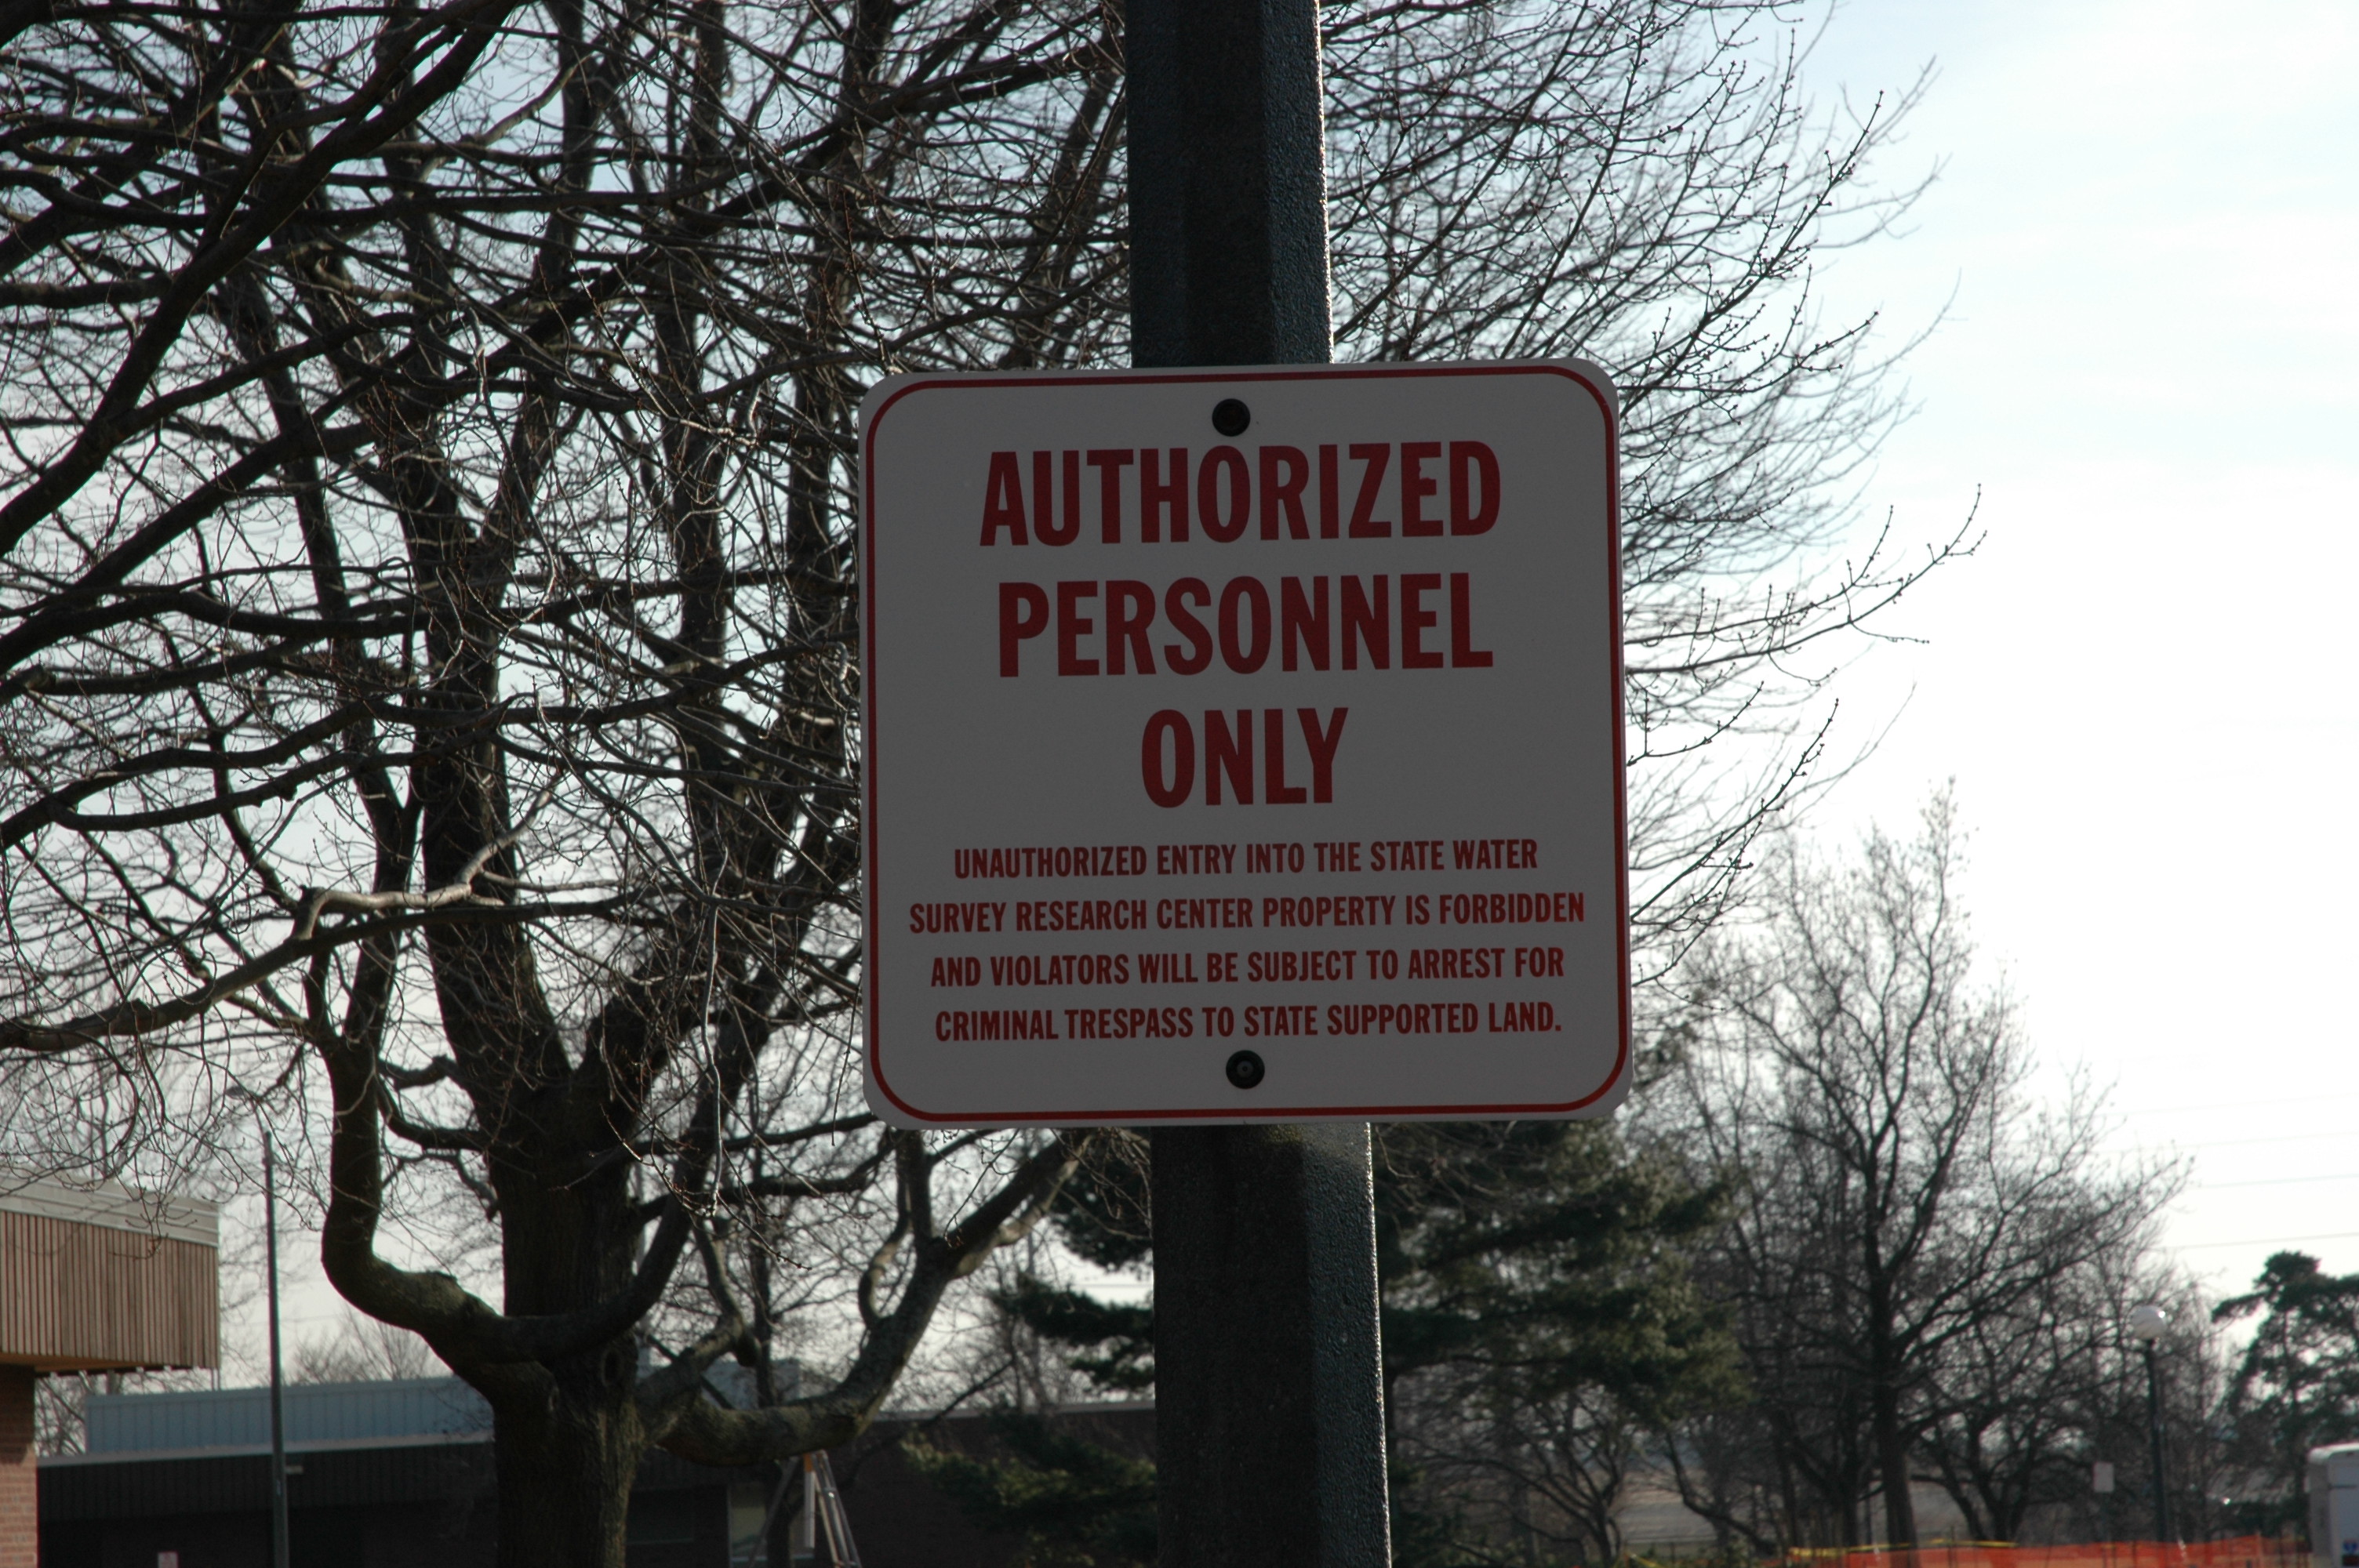 AUTHORIZED
PERSONNEL
ONLY
UNAUTHORIZED ENTRY INTO THE STATE WATER
SURVEY RESEARCH CENTER PROPERTY IS FORBIDDEN
AND VIOLATORS WILL BE SUBJECT TO ARREST FOR
CRIMINAL TRESPASS TO STATE SUPPORTED LAND.